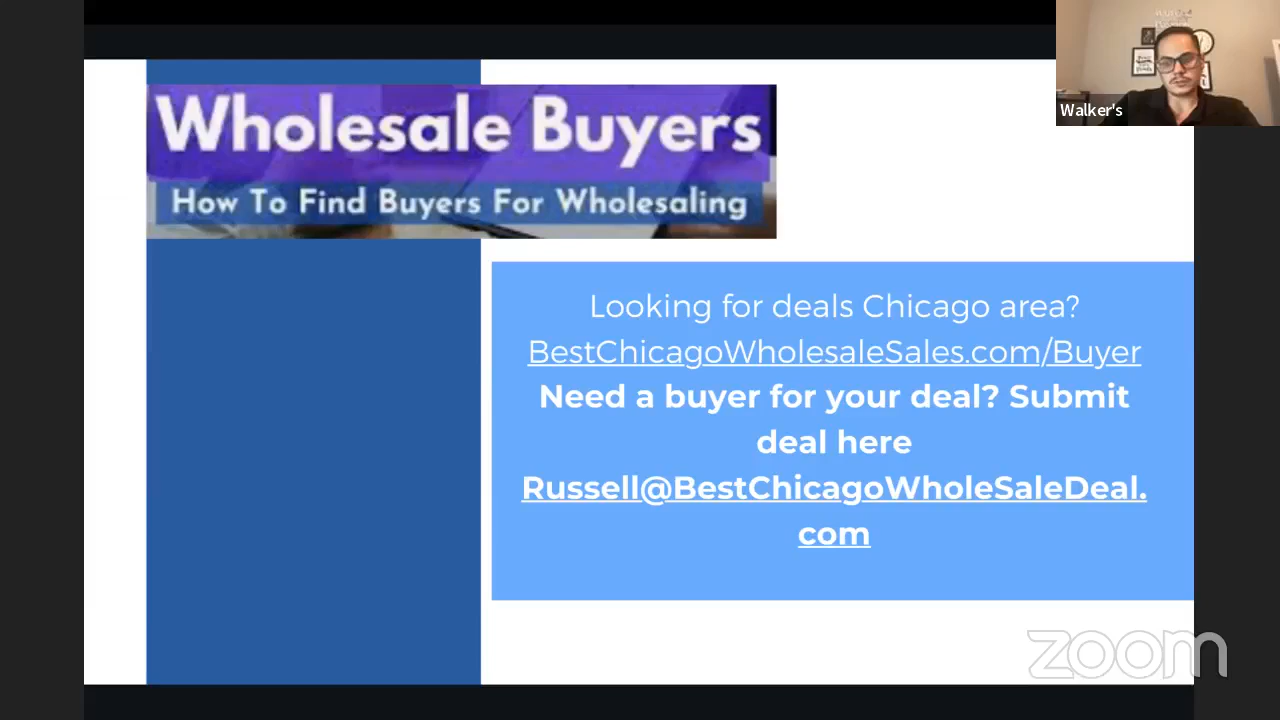 Wholesale Buyers
How To Find Buyers For Wholesaling
Walker's
Looking for deals Chicago area?
BestChicagoWholesaleSales.com/Buyer
Need a buyer for your deal? Submit
deal here
Russell@BestChicagoWholeSaleDeal.
com
zoom